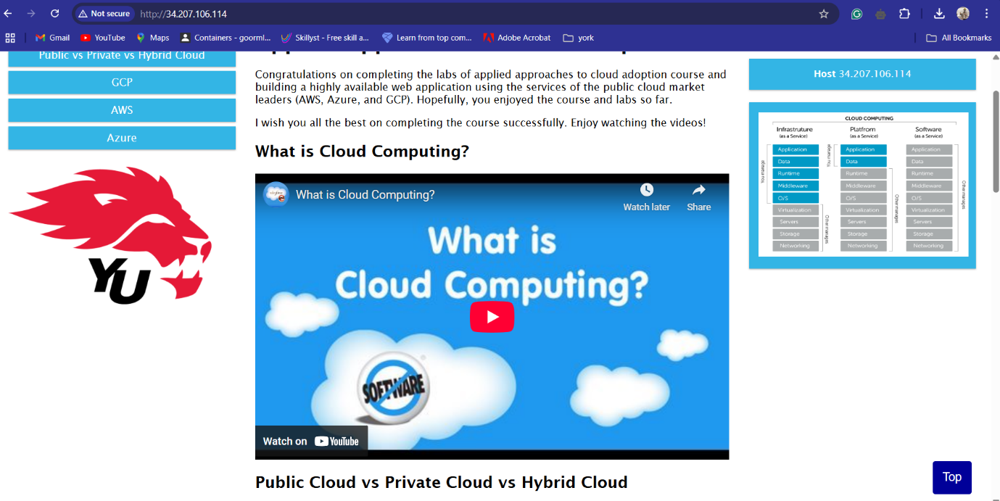 Not secure
http://34.207.106.114
Gmail
YouTube
Maps
Containers - goorml...
Skillyst - Free skill a...
Learn from top com...
Adobe Acrobat
york
All Bookmarks
Public vs Private vs Hybrid Cloud
GCP
AWS
Azure
YU
Congratulations on completing the labs of applied approaches to cloud adoption course and
building a highly available web application using the services of the public cloud market
leaders (AWS, Azure, and GCP). Hopefully, you enjoyed the course and labs so far.
I wish you all the best on completing the course successfully. Enjoy watching the videos!
What is Cloud Computing?
What is Cloud Computing?
Watch later
Share
What is
Cloud Computing?
SOFTWARE
Watch on YouTube
Public Cloud vs Private Cloud vs Hybrid Cloud
Host 34.207.106.114
CLOUD COMPUTING
Infrastruture
(as a Service)
You manage
Application
Data
Runtime
Middleware
O/S
Virtualization
Servers
Storage
Networking
Other manages
Platfrom
(as a Service)
You manage
Application
Data
Runtime
Middleware
O/S
Virtualization
Servers
Storage
Networking
Other manages
Software
(as a Service)
Application
Data
Runtime
Middleware
O/S
Virtualization
Servers
Storage
Networking
Other manages
Top